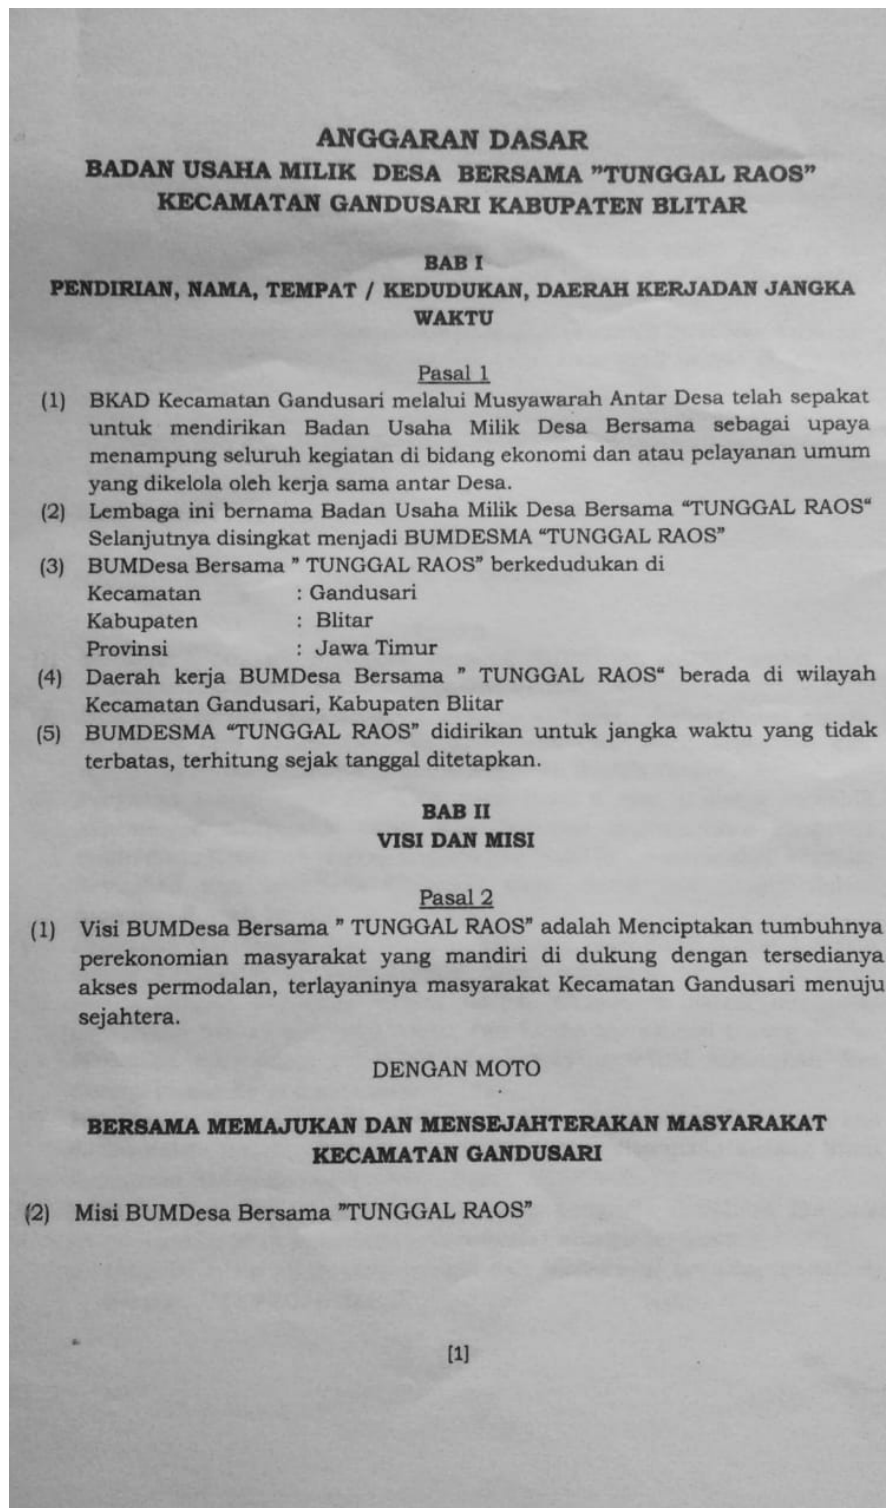 ANGGARAN DASAR
BADAN USAHA MILIK DESA BERSAMA "TUNGGAL RAOS"
KECAMATAN GANDUSARI KABUPATEN BLITAR
BAB I
PENDIRIAN, NAMA, TEMPAT / KEDUDUKAN, DAERAH KERJADAN JANGKA
WAKTU
Pasal 1
(1) BKAD Kecamatan Gandusari melalui Musyawarah Antar Desa telah sepakat
untuk mendirikan Badan Usaha Milik Desa Bersama sebagai upaya
menampung seluruh kegiatan di bidang ekonomi dan atau pelayanan umum
yang dikelola oleh kerja sama antar Desa.
(2) Lembaga ini bernama Badan Usaha Milik Desa Bersama “TUNGGAL RAOS“
Selanjutnya disingkat menjadi BUMDESMA “TUNGGAL RAOS”
(3) BUMDesa Bersama ” TUNGGAL RAOS” berkedudukan di
Kecamatan : Gandusari
Kabupaten : Blitar
Provinsi : Jawa Timur
(4) Daerah kerja BUMDesa Bersama ” TUNGGAL RAOS“ berada di wilayah
Kecamatan Gandusari, Kabupaten Blitar
(5) BUMDESMA “TUNGGAL RAOS” didirikan untuk jangka waktu yang tidak
terbatas, terhitung sejak tanggal ditetapkan.
BAB II
VISI DAN MISI
Pasal 2
(1) Visi BUMDesa Bersama ” TUNGGAL RAOS” adalah Menciptakan tumbuhnya
perekonomian masyarakat yang mandiri di dukung dengan tersedianya
akses permodalan, terlayaninya masyarakat Kecamatan Gandusari menuju
sejahtera.
DENGAN MOTO
BERSAMA MEMAJUKAN DAN MENSEJAHTERAKAN MASYARAKAT
KECAMATAN GANDUSARI
(2) Misi BUMDesa Bersama ”TUNGGAL RAOS”
[1]